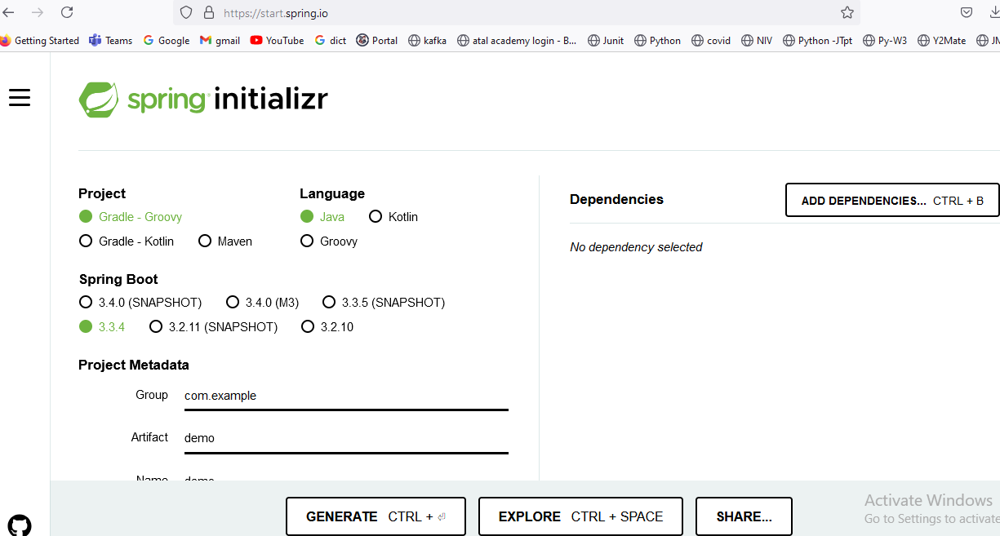 https://start.spring.io
Getting Started Teams Google gmail YouTube dict Portal kafka atal academy login - B... Junit Python covid NIV Python -JTpt Py-W3 Y2Mate
spring initializr
Project
Gradle - Groovy
Gradle - Kotlin Maven
Language
Java Kotlin
Groovy
Spring Boot
3.4.0 (SNAPSHOT) 3.4.0 (M3) 3.3.5 (SNAPSHOT)
3.3.4 3.2.11 (SNAPSHOT) 3.2.10
Project Metadata
Group com.example
Artifact demo
Name demo
Dependencies ADD DEPENDENCIES... CTRL + B
No dependency selected
GENERATE CTRL + ⏎ EXPLORE CTRL + SPACE SHARE...
Activate Windows
Go to Settings to activate